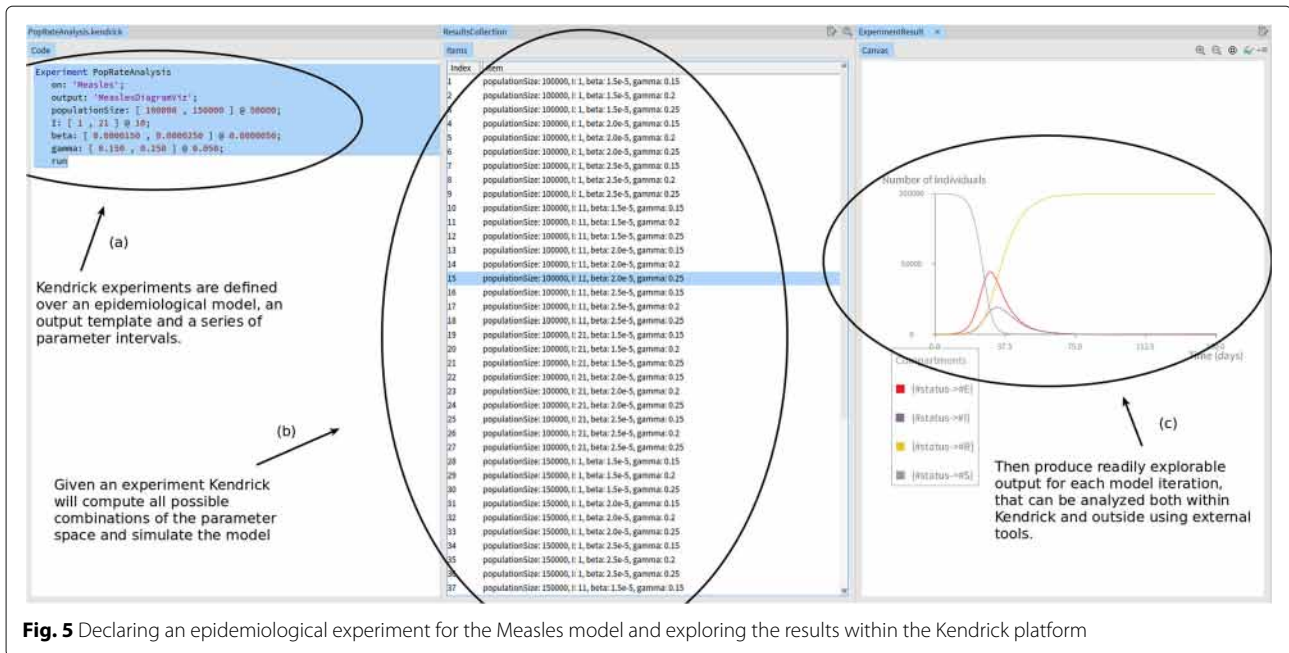 PopRateAnalysis.kendrick
Code
Experiment PopRateAnalysis
on: 'Measles';
output: 'MeaslesDiagramViz';
populationSize: [ 100000 , 150000 ] @ 50000;
I: [ 1 , 21 ] @ 10;
beta: [ 0.0000150 , 0.0000250 ] @ 0.0000050;
gamma: [ 0.150 , 0.250 ] @ 0.050;
run
(a)
Kendrick experiments are defined
over an epidemiological model, an
output template and a series of
parameter intervals.
(b)
Given an experiment Kendrick
will compute all possible
combinations of the parameter
space and simulate the model
ResultsCollection
Items
Index Item
1 populationSize: 100000, I: 1, beta: 1.5e-5, gamma: 0.15
2 populationSize: 100000, I: 1, beta: 1.5e-5, gamma: 0.2
3 populationSize: 100000, I: 1, beta: 1.5e-5, gamma: 0.25
4 populationSize: 100000, I: 1, beta: 2.0e-5, gamma: 0.15
5 populationSize: 100000, I: 1, beta: 2.0e-5, gamma: 0.2
6 populationSize: 100000, I: 1, beta: 2.0e-5, gamma: 0.25
7 populationSize: 100000, I: 1, beta: 2.5e-5, gamma: 0.15
8 populationSize: 100000, I: 1, beta: 2.5e-5, gamma: 0.2
9 populationSize: 100000, I: 1, beta: 2.5e-5, gamma: 0.25
10 populationSize: 100000, I: 11, beta: 1.5e-5, gamma: 0.15
11 populationSize: 100000, I: 11, beta: 1.5e-5, gamma: 0.2
12 populationSize: 100000, I: 11, beta: 1.5e-5, gamma: 0.25
13 populationSize: 100000, I: 11, beta: 2.0e-5, gamma: 0.15
14 populationSize: 100000, I: 11, beta: 2.0e-5, gamma: 0.2
15 populationSize: 100000, I: 11, beta: 2.0e-5, gamma: 0.25
16 populationSize: 100000, I: 11, beta: 2.5e-5, gamma: 0.15
17 populationSize: 100000, I: 11, beta: 2.5e-5, gamma: 0.2
18 populationSize: 100000, I: 11, beta: 2.5e-5, gamma: 0.25
19 populationSize: 100000, I: 21, beta: 1.5e-5, gamma: 0.15
20 populationSize: 100000, I: 21, beta: 1.5e-5, gamma: 0.2
21 populationSize: 100000, I: 21, beta: 1.5e-5, gamma: 0.25
22 populationSize: 100000, I: 21, beta: 2.0e-5, gamma: 0.15
23 populationSize: 100000, I: 21, beta: 2.0e-5, gamma: 0.2
24 populationSize: 100000, I: 21, beta: 2.0e-5, gamma: 0.25
25 populationSize: 100000, I: 21, beta: 2.5e-5, gamma: 0.15
26 populationSize: 100000, I: 21, beta: 2.5e-5, gamma: 0.2
27 populationSize: 100000, I: 21, beta: 2.5e-5, gamma: 0.25
28 populationSize: 150000, I: 1, beta: 1.5e-5, gamma: 0.15
29 populationSize: 150000, I: 1, beta: 1.5e-5, gamma: 0.2
30 populationSize: 150000, I: 1, beta: 1.5e-5, gamma: 0.25
31 populationSize: 150000, I: 1, beta: 2.0e-5, gamma: 0.15
32 populationSize: 150000, I: 1, beta: 2.0e-5, gamma: 0.2
33 populationSize: 150000, I: 1, beta: 2.0e-5, gamma: 0.25
34 populationSize: 150000, I: 1, beta: 2.5e-5, gamma: 0.15
35 populationSize: 150000, I: 1, beta: 2.5e-5, gamma: 0.2
36 populationSize: 150000, I: 1, beta: 2.5e-5, gamma: 0.25
37 populationSize: 150000, I: 11, beta: 1.5e-5, gamma: 0.15
ExperimentResult ×
Canvas
Number of individuals
50000
0
0.0 37.5 75.0 112.5
Time (days)
Compartments
{#status->#E}
{#status->#I}
{#status->#R}
{#status->#S}
(c)
Then produce readily explorable
output for each model iteration,
that can be analyzed both within
Kendrick and outside using external
tools.
Fig. 5 Declaring an epidemiological experiment for the Measles model and exploring the results within the Kendrick platform